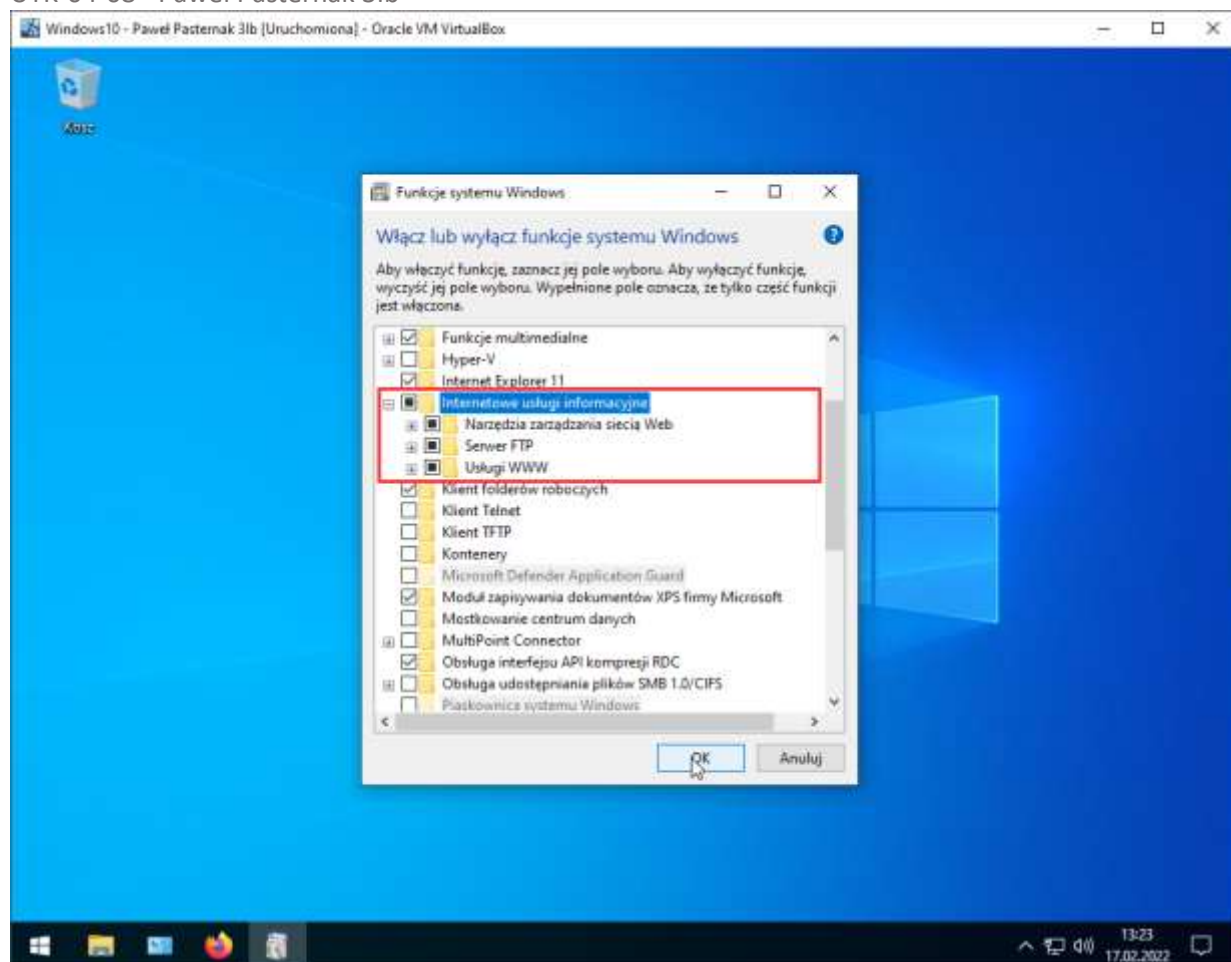 Windows10 - Paweł Pasternak 3lb [Uruchomiona] - Oracle VM VirtualBox
Kosz
Funkcje systemu Windows
Włącz lub wyłącz funkcje systemu Windows
Aby włączyć funkcję, zaznacz jej pole wyboru. Aby wyłączyć funkcję,
wyczyść jej pole wyboru. Wypełnione pole oznacza, że tylko część funkcji
jest włączona.
Funkcje multimedialne
Hyper-V
Internet Explorer 11
Internetowe usługi informacyjne
Narzędzia zarządzania siecią Web
Serwer FTP
Usługi WWW
Klient folderów roboczych
Klient Telnet
Klient TFTP
Kontenery
Microsoft Defender Application Guard
Moduł zapisywania dokumentów XPS firmy Microsoft
Mostkowanie centrum danych
MultiPoint Connector
Obsługa interfejsu API kompresji RDC
Obsługa udostępniania plików SMB 1.0/CIFS
Piaskownica systemu Windows
OK
Anuluj
13:23
17.02.2022